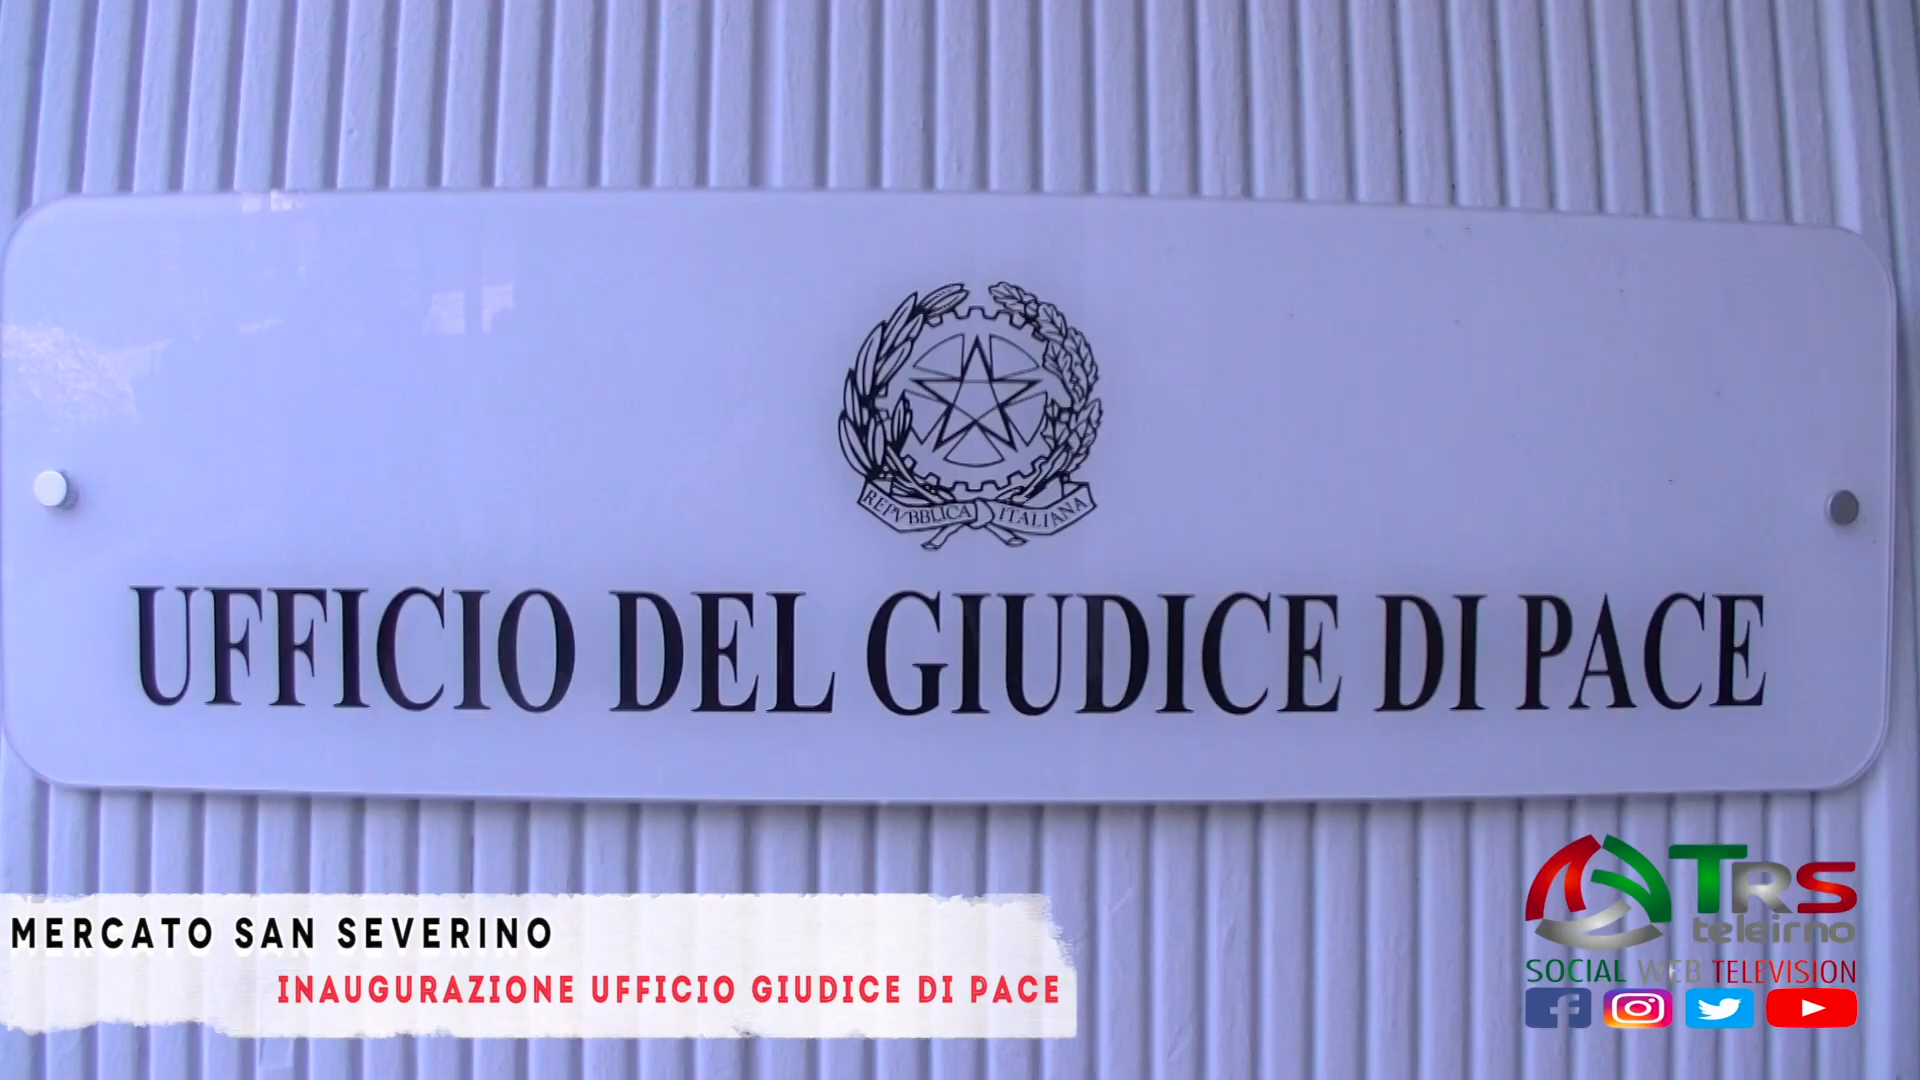 REPVBBLICA ITALIANA
UFFICIO DEL GIUDICE DI PACE
MERCATO SAN SEVERINO
INAUGURAZIONE UFFICIO GIUDICE DI PACE
TRS
teleirno
SOCIAL WEB TELEVISION